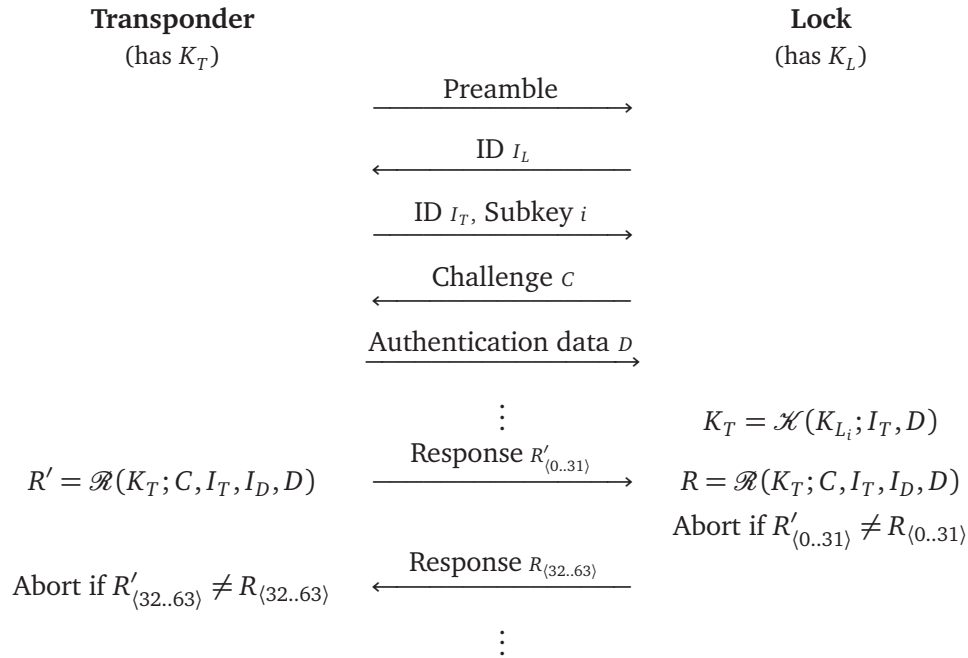 Transponder Lock
(has K_T) (has K_L)
Preamble
ID I_L
ID I_T, Subkey i
Challenge C
Authentication data D
⋮ K_T = 𝒦(K_{L_i}; I_T, D)
Response R′_{⟨0..31⟩}
R′ = ℛ(K_T; C, I_T, I_D, D) R = ℛ(K_T; C, I_T, I_D, D)
Abort if R′_{⟨0..31⟩} ≠ R_{⟨0..31⟩}
Response R_{⟨32..63⟩}
Abort if R′_{⟨32..63⟩} ≠ R_{⟨32..63⟩}
⋮